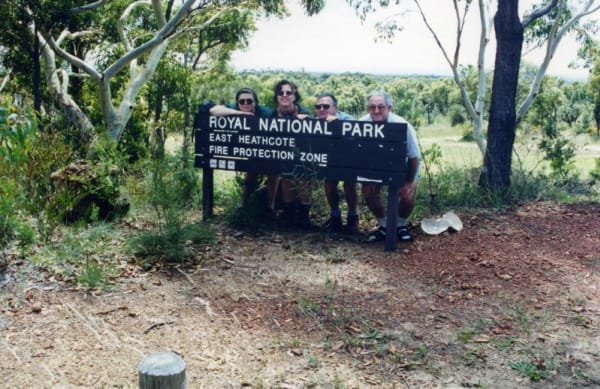 ROYAL NATIONAL PARK
EAST HEATHCOTE
FIRE PROTECTION ZONE